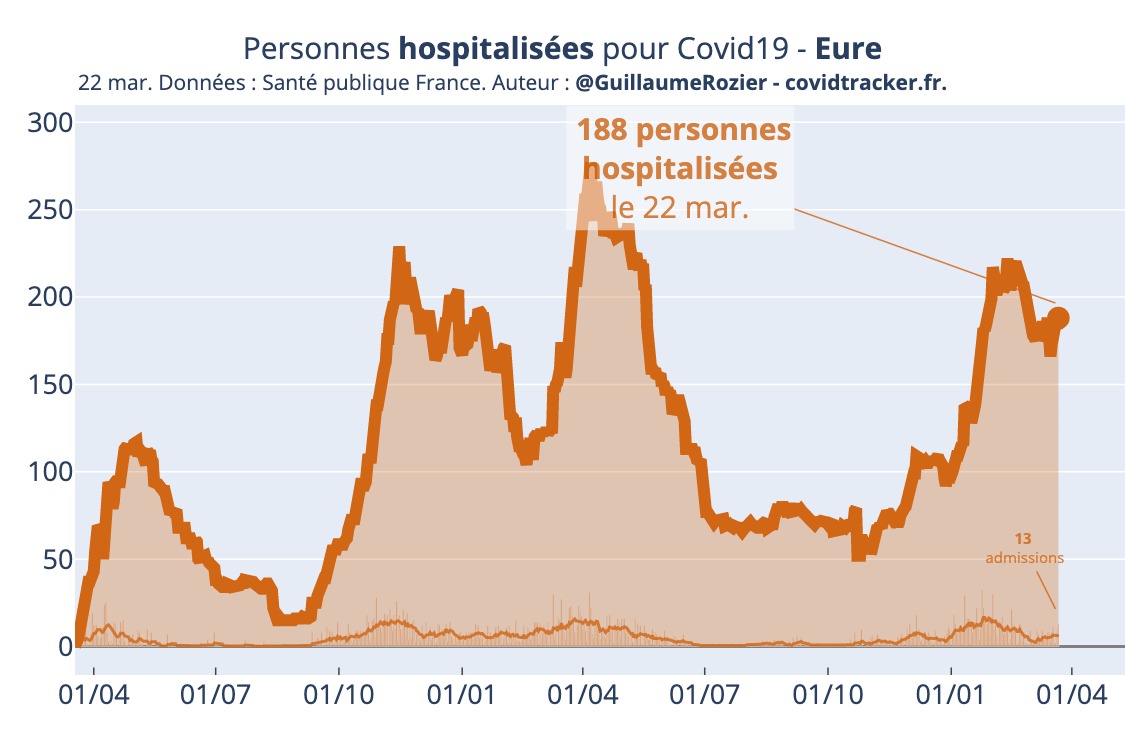 Personnes hospitalisées pour Covid19 - Eure
22 mar. Données : Santé publique France. Auteur : @GuillaumeRozier - covidtracker.fr.
300
188 personnes
hospitalisées
le 22 mar.
250
200
150
100
13
admissions
50
0
01/04 01/07 01/10 01/01 01/04 01/07 01/10 01/01 01/04